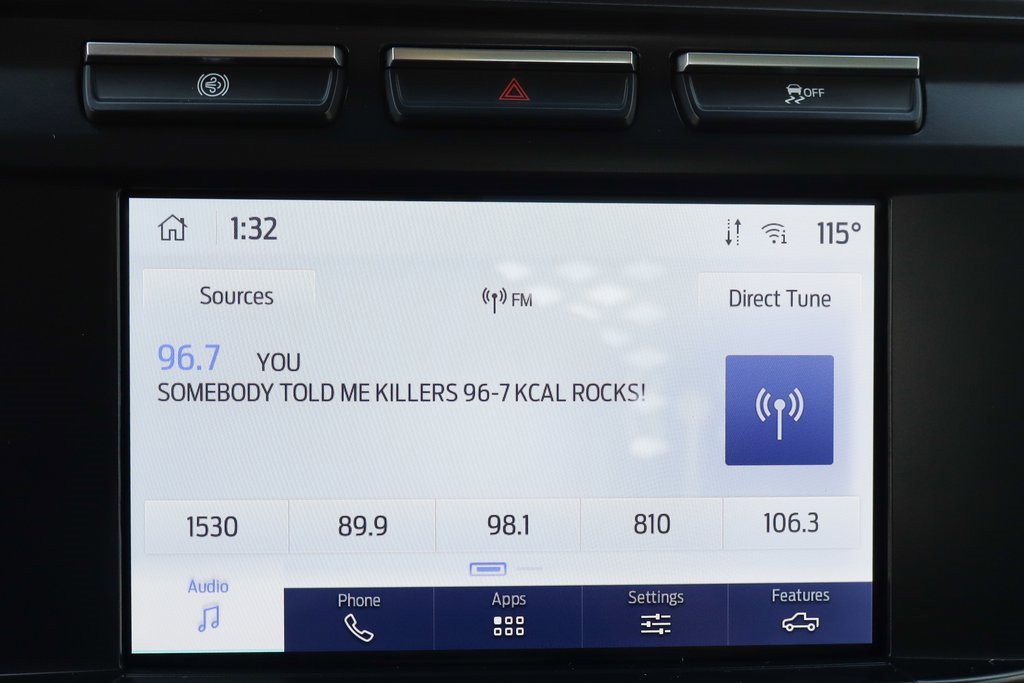 OFF
1:32
115°
Sources
FM
Direct Tune
96.7 YOU
SOMEBODY TOLD ME KILLERS 96-7 KCAL ROCKS!
1530 89.9 98.1 810 106.3
Audio Phone Apps Settings Features